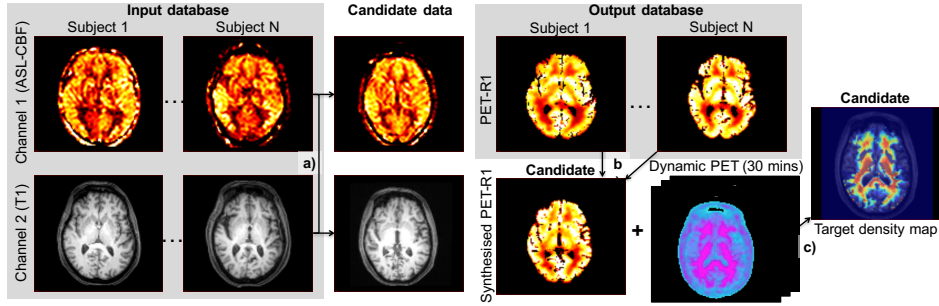 Input database
Candidate data
Output database
Subject 1
Subject N
Subject 1
Subject N
Channel 1 (ASL-CBF)
. . .
PET-R1
. . .
Candidate
a)
b
Candidate
Dynamic PET (30 mins)
Channel 2 (T1)
. . .
Synthesised PET-R1
+
c)
Target density map